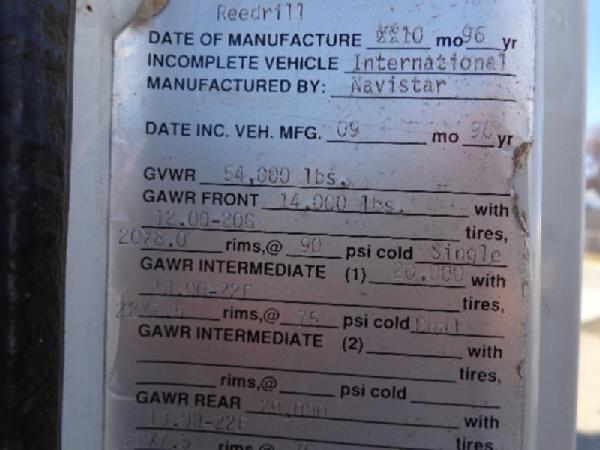 Reedrill
DATE OF MANUFACTURE 10 mo 96 yr
INCOMPLETE VEHICLE International
MANUFACTURED BY: Navistar
DATE INC. VEH. MFG. 09 mo 96 yr
GVWR 54,000 lbs.
GAWR FRONT 14,000 lbs. with
12.00-20G tires,
20X8.0 rims,@ 90 psi cold Single
GAWR INTERMEDIATE (1) 20,000 with
tires,
rims,@ 75 psi cold Dual
GAWR INTERMEDIATE (2) with
tires,
rims,@ psi cold
GAWR REAR 20,000 with
tires,
rims,@